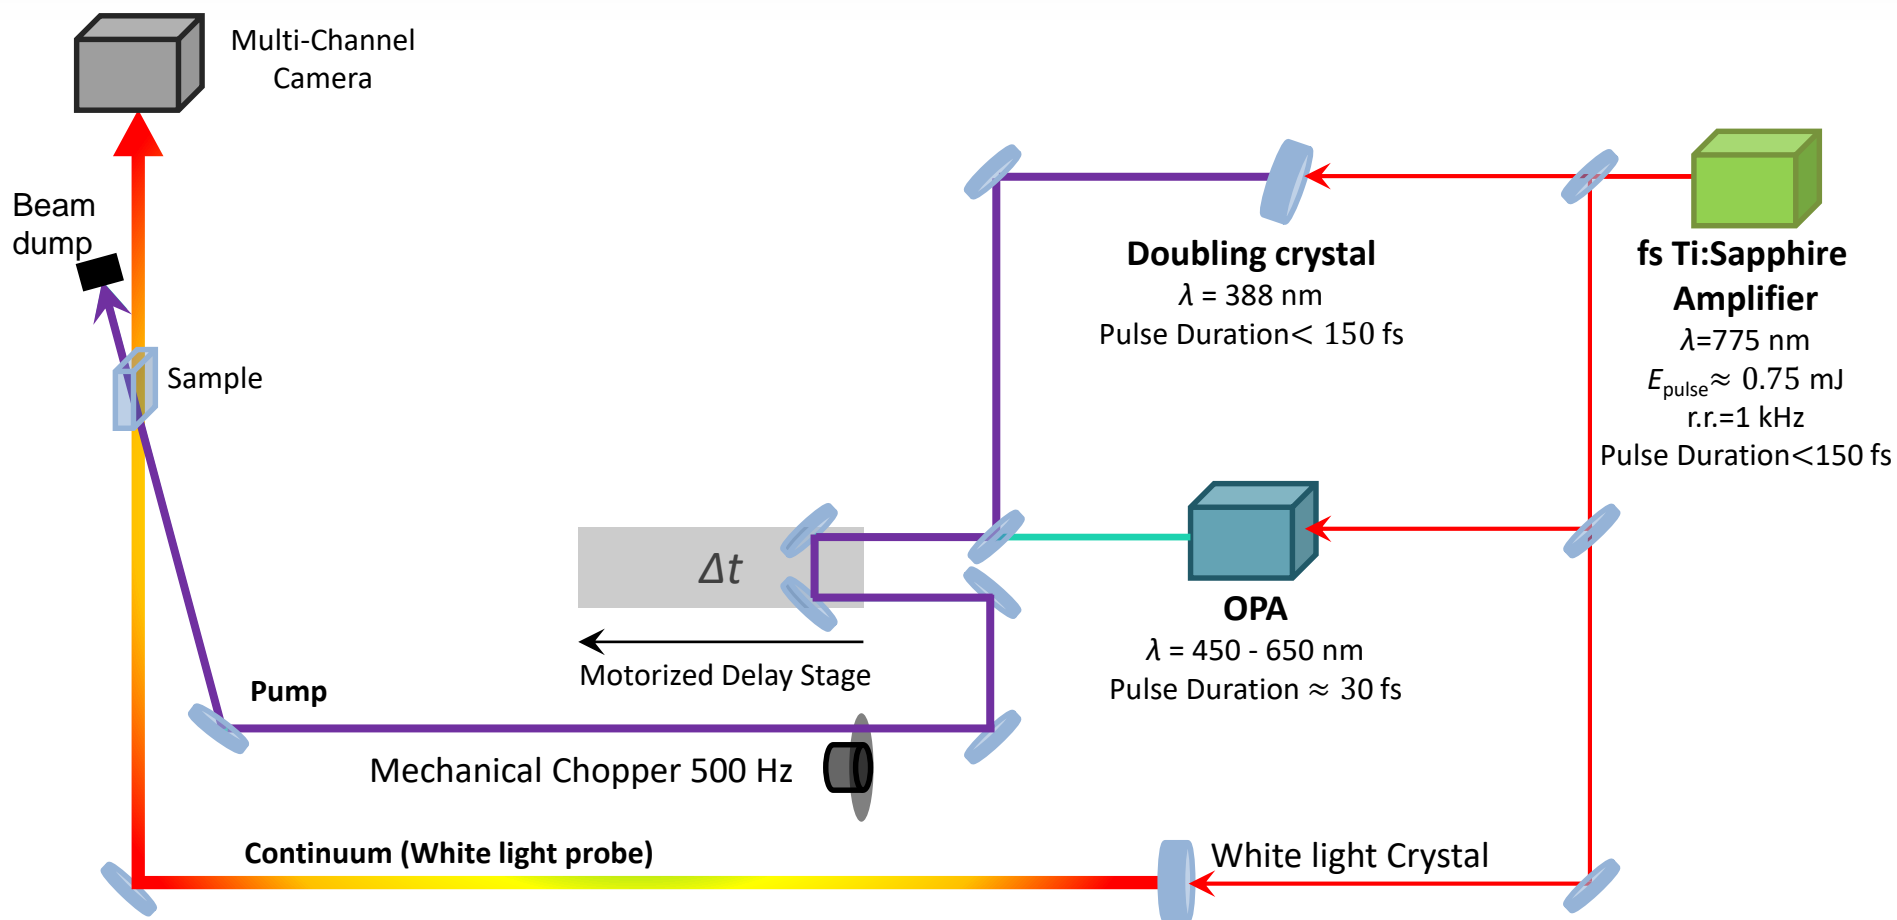 Multi-Channel
Camera
Beam
dump
Sample
Doubling crystal
λ = 388 nm
Pulse Duration< 150 fs
fs Ti:Sapphire
Amplifier
λ=775 nm
Epulse≈ 0.75 mJ
r.r.=1 kHz
Pulse Duration<150 fs
Δt
Motorized Delay Stage
OPA
λ = 450 - 650 nm
Pulse Duration ≈ 30 fs
Pump
Mechanical Chopper 500 Hz
Continuum (White light probe)
White light Crystal